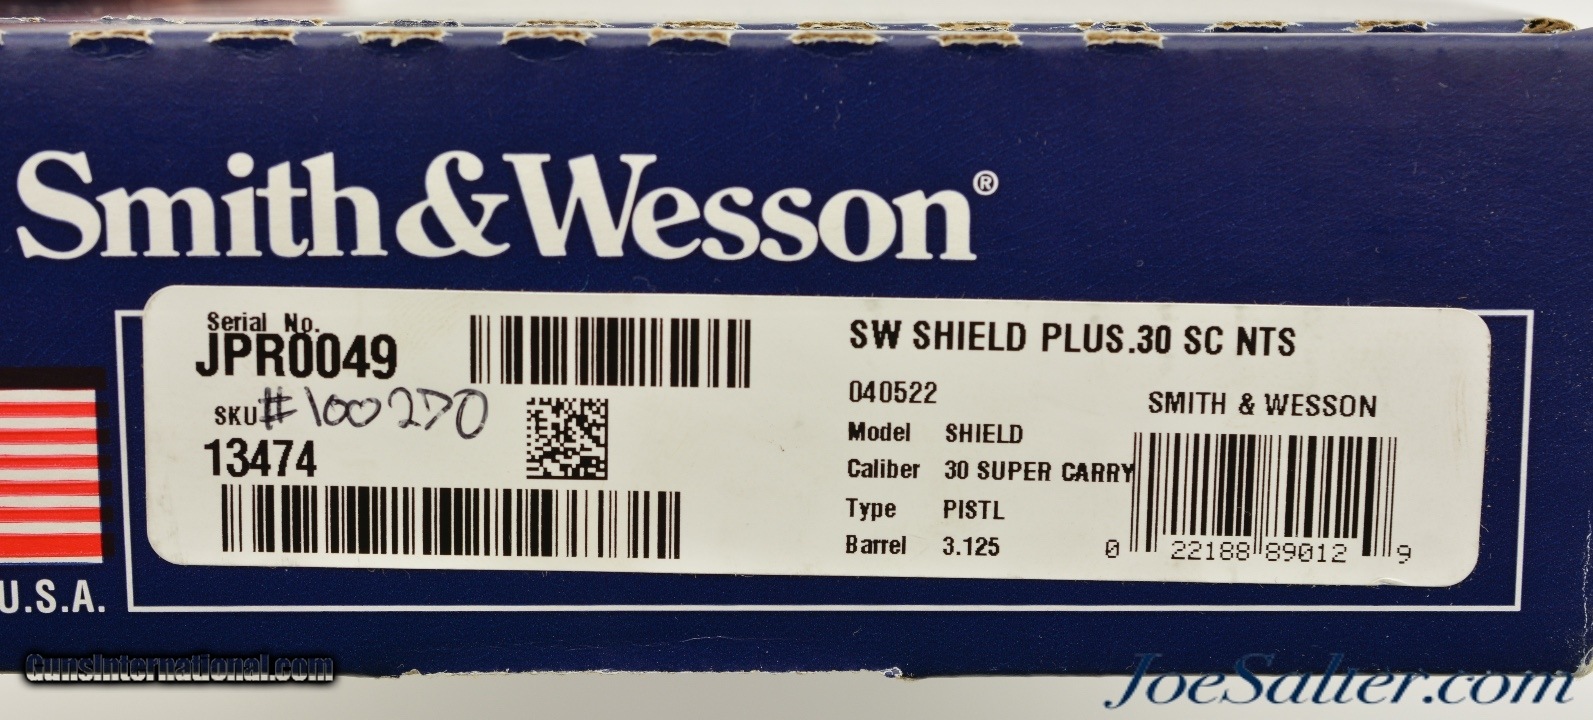 Smith & Wesson®
Serial No.
JPR0049
SKU #100270
13474
SW SHIELD PLUS.30 SC NTS
040522
SMITH & WESSON
Model SHIELD
Caliber 30 SUPER CARRY
Type PISTL
Barrel 3.125
0 22188 89012 9
U.S.A.
GunsInternational.com
JoeSalter.com